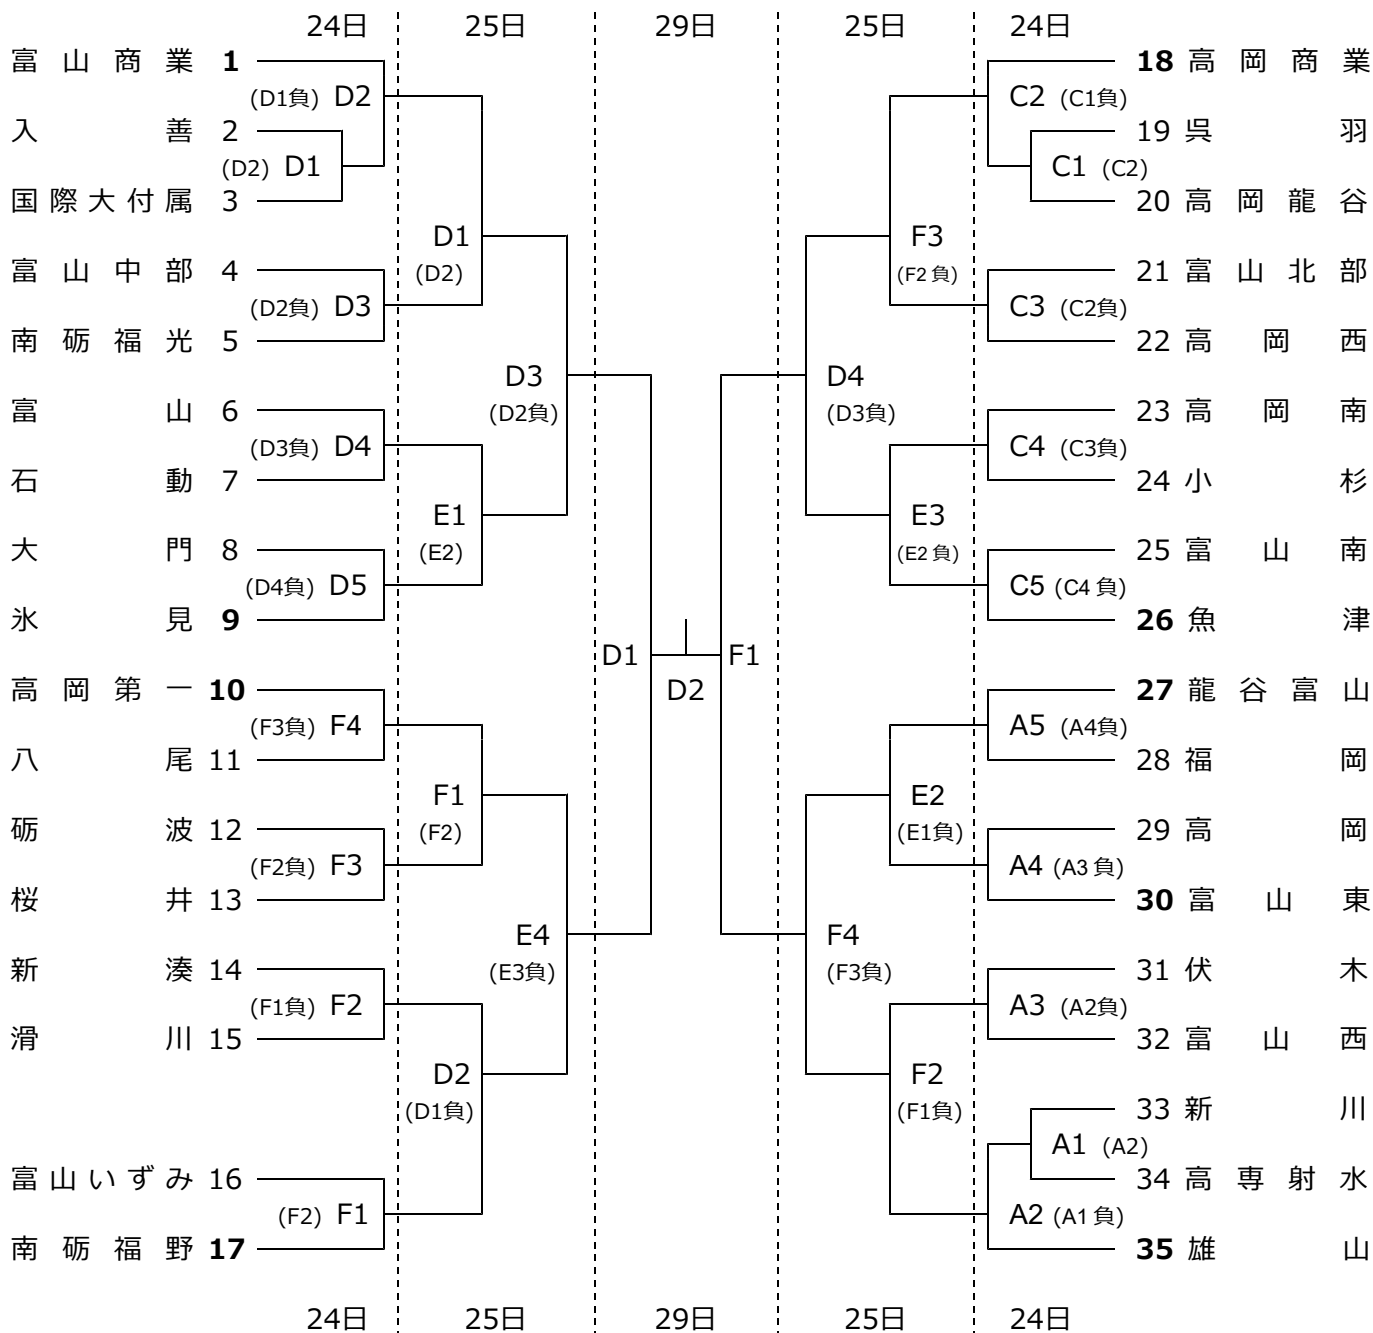 24日 25日 29日 25日 24日
富山商業 1 18 高岡商業
(D1負) D2 C2 (C1負)
入善 2 19 呉羽
(D2) D1 C1 (C2)
国際大付属 3 20 高岡龍谷
D1 F3
富山中部 4 (D2) (F2負) 21 富山北部
(D2負) D3 C3 (C2負)
南砺福光 5 22 高岡西
D3 D4
富山 6 (D2負) (D3負) 23 高岡南
(D3負) D4 C4 (C3負)
石動 7 24 小杉
E1 E3
大門 8 (E2) (E2負) 25 富山南
(D4負) D5 C5 (C4負)
氷見 9 26 魚津
D1 F1
高岡第一 10 D2 27 龍谷富山
(F3負) F4 A5 (A4負)
八尾 11 28 福岡
F1 E2
砺波 12 (F2) (E1負) 29 高岡
(F2負) F3 A4 (A3負)
桜井 13 30 富山東
E4 F4
新湊 14 (E3負) (F3負) 31 伏木
(F1負) F2 A3 (A2負)
滑川 15 32 富山西
D2 F2
(D1負) (F1負) 33 新川
A1 (A2)
富山いずみ 16 34 高専射水
(F2) F1 A2 (A1負)
南砺福野 17 35 雄山
24日 25日 29日 25日 24日